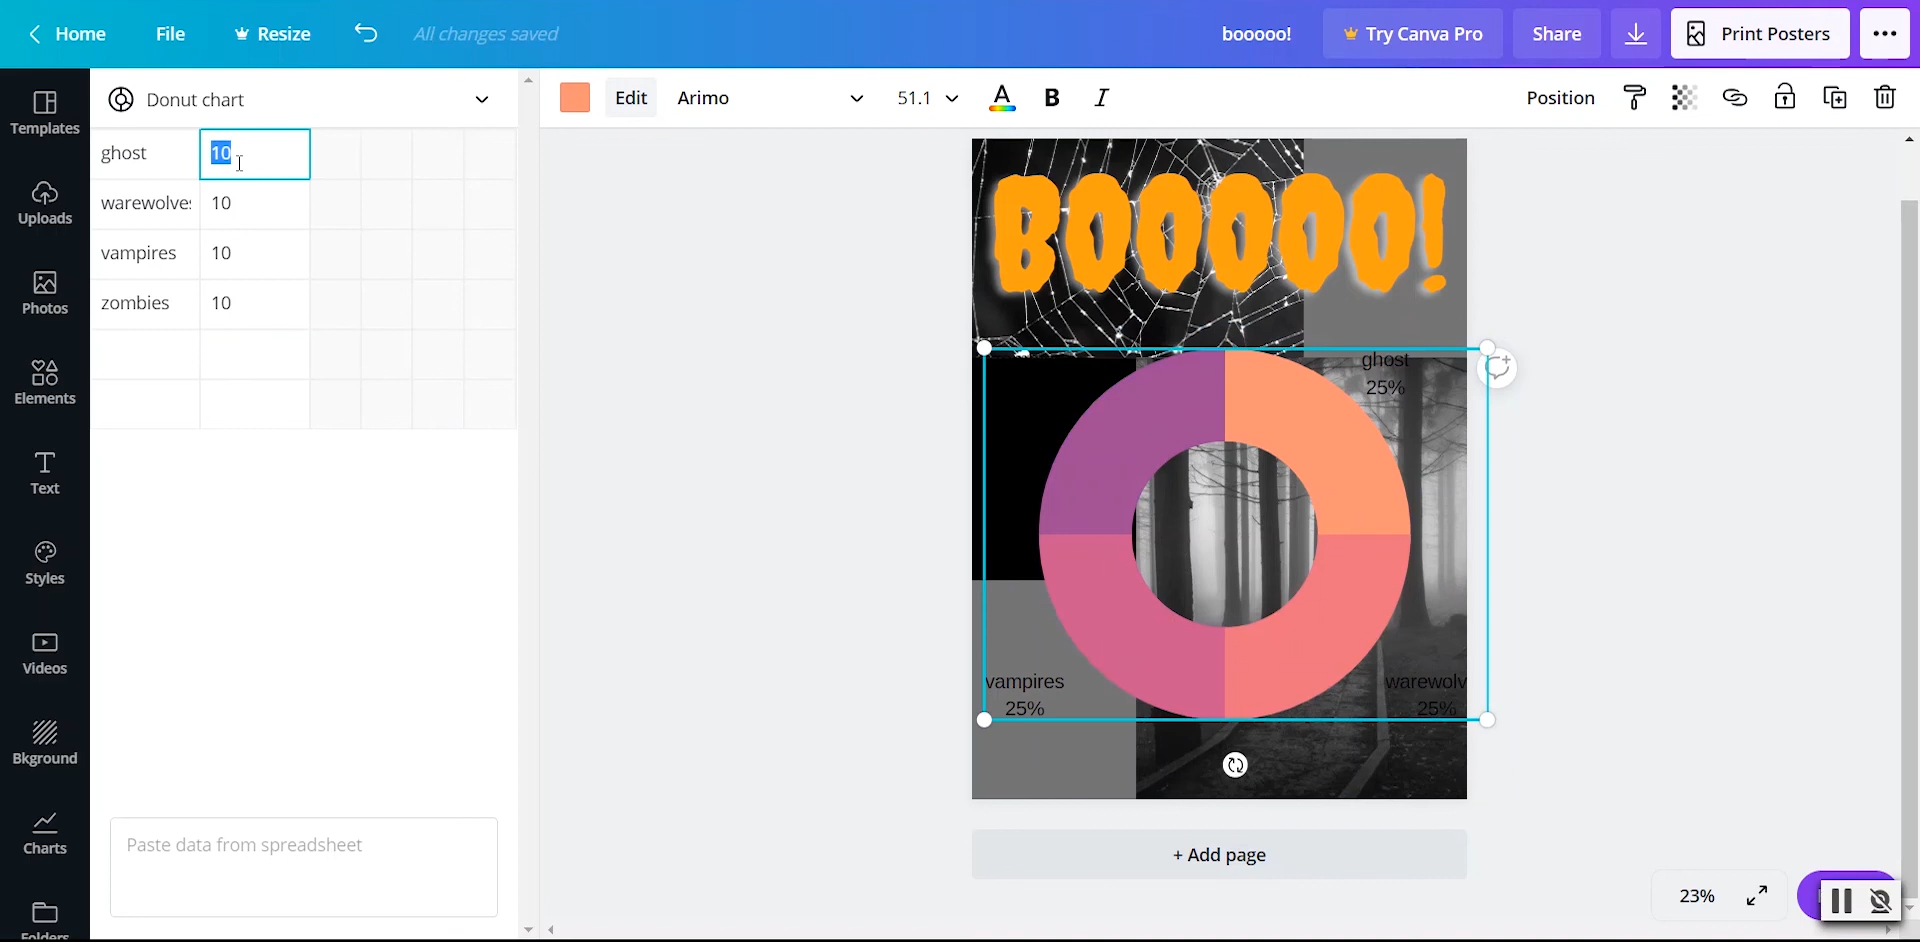 Home
File
Resize
All changes saved
booooo!
Try Canva Pro
Share
Print Posters
Templates
Uploads
Photos
Elements
Text
Styles
Videos
Bkground
Charts
Folders
Donut chart
ghost 10
warewolves 10
vampires 10
zombies 10
Paste data from spreadsheet
Edit
Arimo
51.1
A
B
I
Position
BOOOOO!
ghost
25%
vampires
25%
warewolv
25%
+ Add page
23%